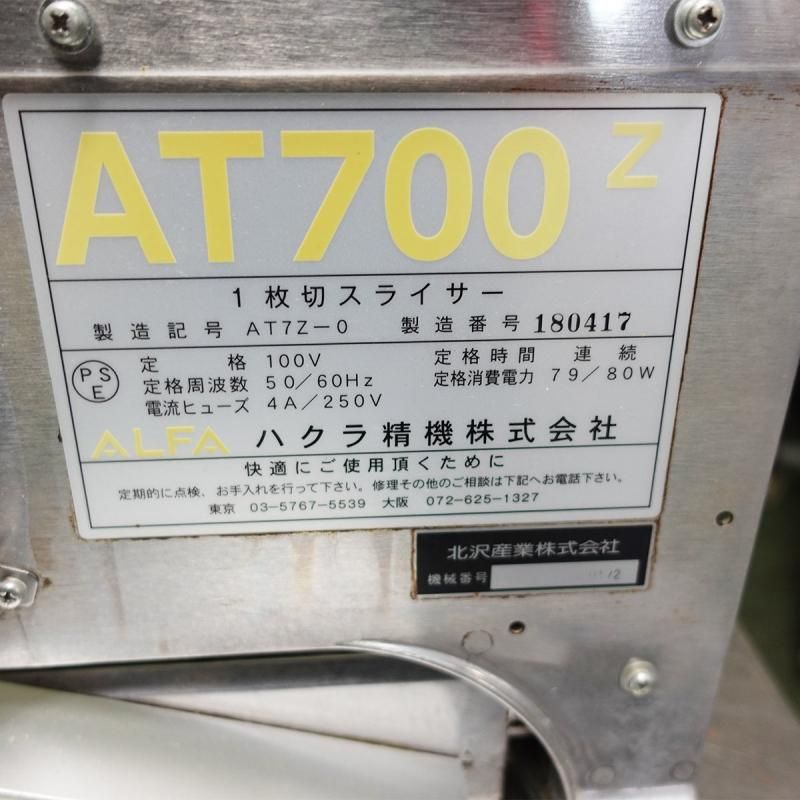 AT700 Z
1枚切スライサー
製造記号 AT7Z-0 製造番号 180417
PSE
定格 100V 定格時間 連続
定格周波数 50/60Hz 定格消費電力 79/80W
電流ヒューズ 4A/250V
ALFA ハクラ精機株式会社
快適にご使用頂くために
定期的に点検、お手入れを行って下さい。修理その他のご相談は下記へお電話下さい。
東京 03-5767-5539 大阪 072-625-1327
北沢産業株式会社
機械番号